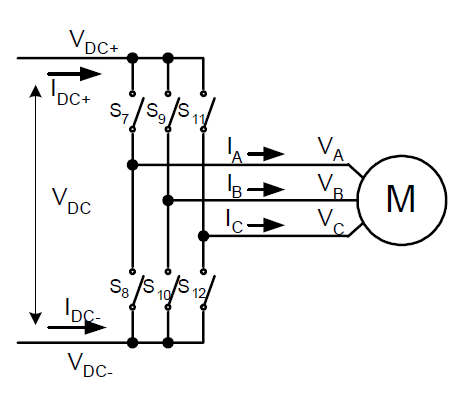 VDC+
IDC+
S7 S9 S11
IA VA
IB VB
IC VC
M
VDC
S8 S10 S12
IDC-
VDC-